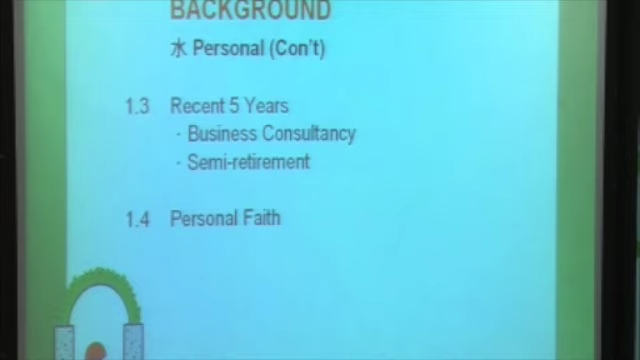 BACKGROUND
水 Personal (Con't)
1.3 Recent 5 Years
· Business Consultancy
· Semi-retirement
1.4 Personal Faith